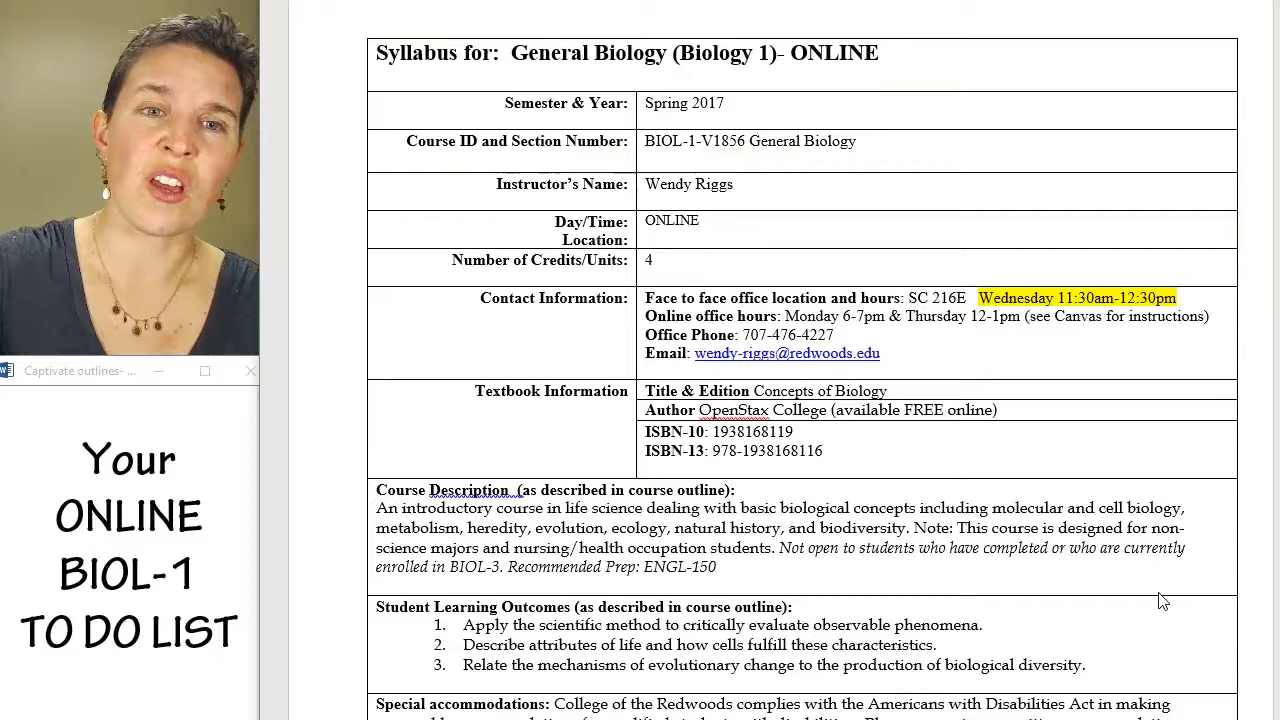 Syllabus for: General Biology (Biology 1)- ONLINE
Semester & Year: Spring 2017
Course ID and Section Number: BIOL-1-V1856 General Biology
Instructor's Name: Wendy Riggs
Day/Time: ONLINE
Location:
Number of Credits/Units: 4
Contact Information: Face to face office location and hours: SC 216E Wednesday 11:30am-12:30pm
Online office hours: Monday 6-7pm & Thursday 12-1pm (see Canvas for instructions)
Office Phone: 707-476-4227
Email: wendy-riggs@redwoods.edu
Textbook Information Title & Edition Concepts of Biology
Author OpenStax College (available FREE online)
ISBN-10: 1938168119
ISBN-13: 978-1938168116
Course Description (as described in course outline):
An introductory course in life science dealing with basic biological concepts including molecular and cell biology,
metabolism, heredity, evolution, ecology, natural history, and biodiversity. Note: This course is designed for non-
science majors and nursing/health occupation students. Not open to students who have completed or who are currently
enrolled in BIOL-3. Recommended Prep: ENGL-150
Student Learning Outcomes (as described in course outline):
1. Apply the scientific method to critically evaluate observable phenomena.
2. Describe attributes of life and how cells fulfill these characteristics.
3. Relate the mechanisms of evolutionary change to the production of biological diversity.
Special accommodations: College of the Redwoods complies with the Americans with Disabilities Act in making
Captivate outlines- ...
Your
ONLINE
BIOL-1
TO DO LIST